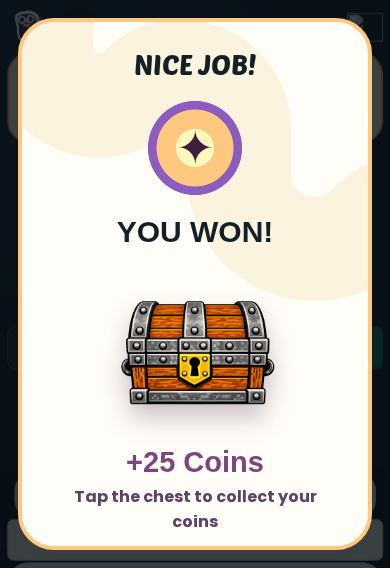 NICE JOB!
YOU WON!
+25 Coins
Tap the chest to collect your
coins